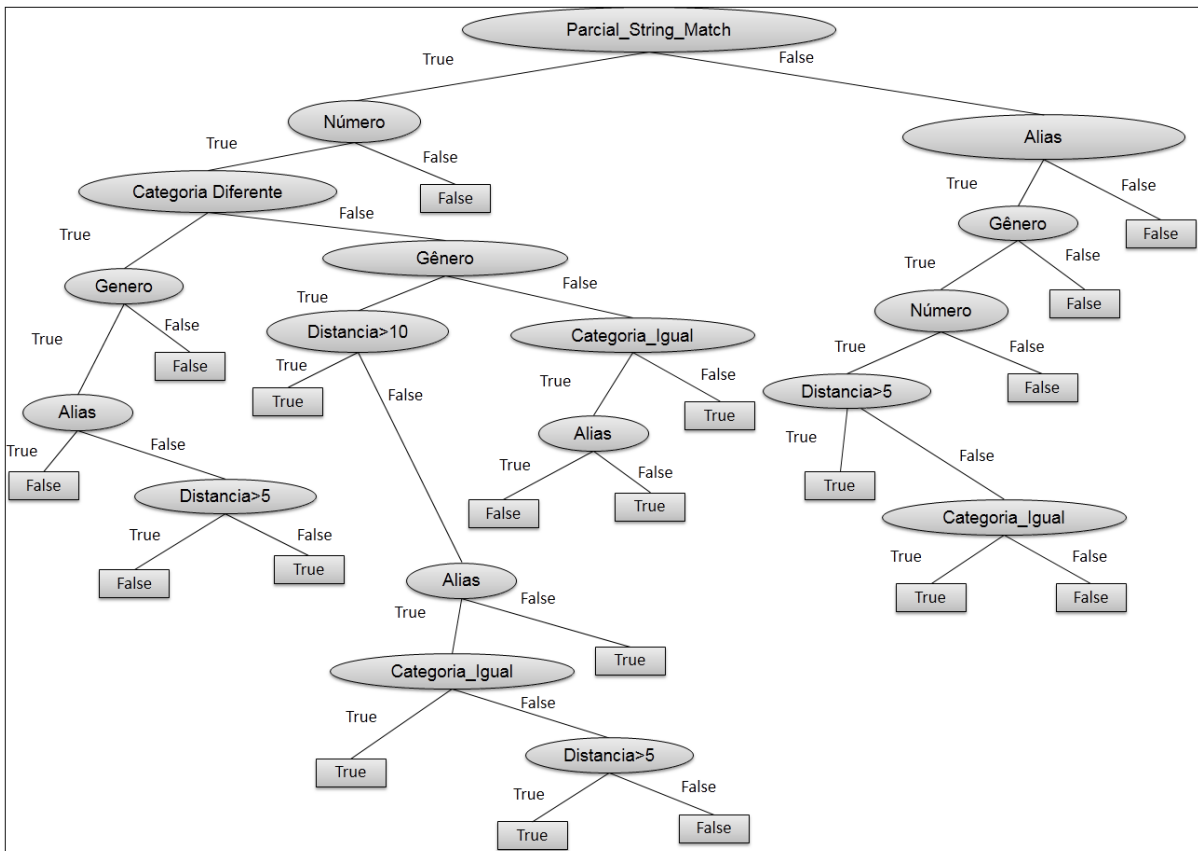 Parcial_String_Match
True
False
Número
Alias
True
False
True
False
Categoria Diferente
False
Gênero
False
True
False
True
False
Genero
Gênero
Número
False
True
False
True
False
True
False
True
False
Distancia>10
Categoria_Igual
Distancia>5
False
False
True
False
True
False
True
False
Alias
True
Alias
True
True
False
True
False
True
False
False
Distancia>5
False
True
True
Categoria_Igual
True
False
True
False
False
True
Alias
True
False
True
False
Categoria_Igual
True
True
False
True
Distancia>5
True
False
True
False